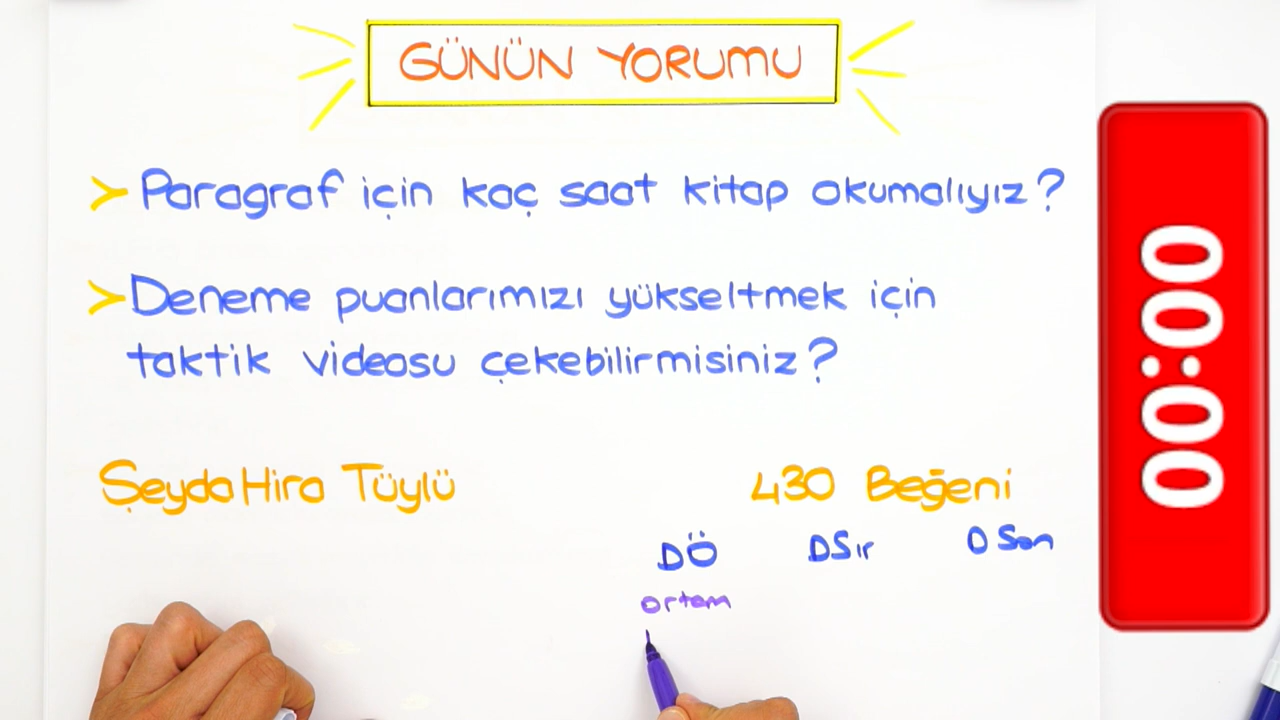 GÜNÜN YORUMU
Paragraf için kaç saat kitap okumalıyız?
Deneme puanlarımızı yükseltmek için
taktik videosu çekebilirmisiniz?
Şeyda Hira Tüylü 430 Beğeni
DÖ DSır DSon
ortam
00:00